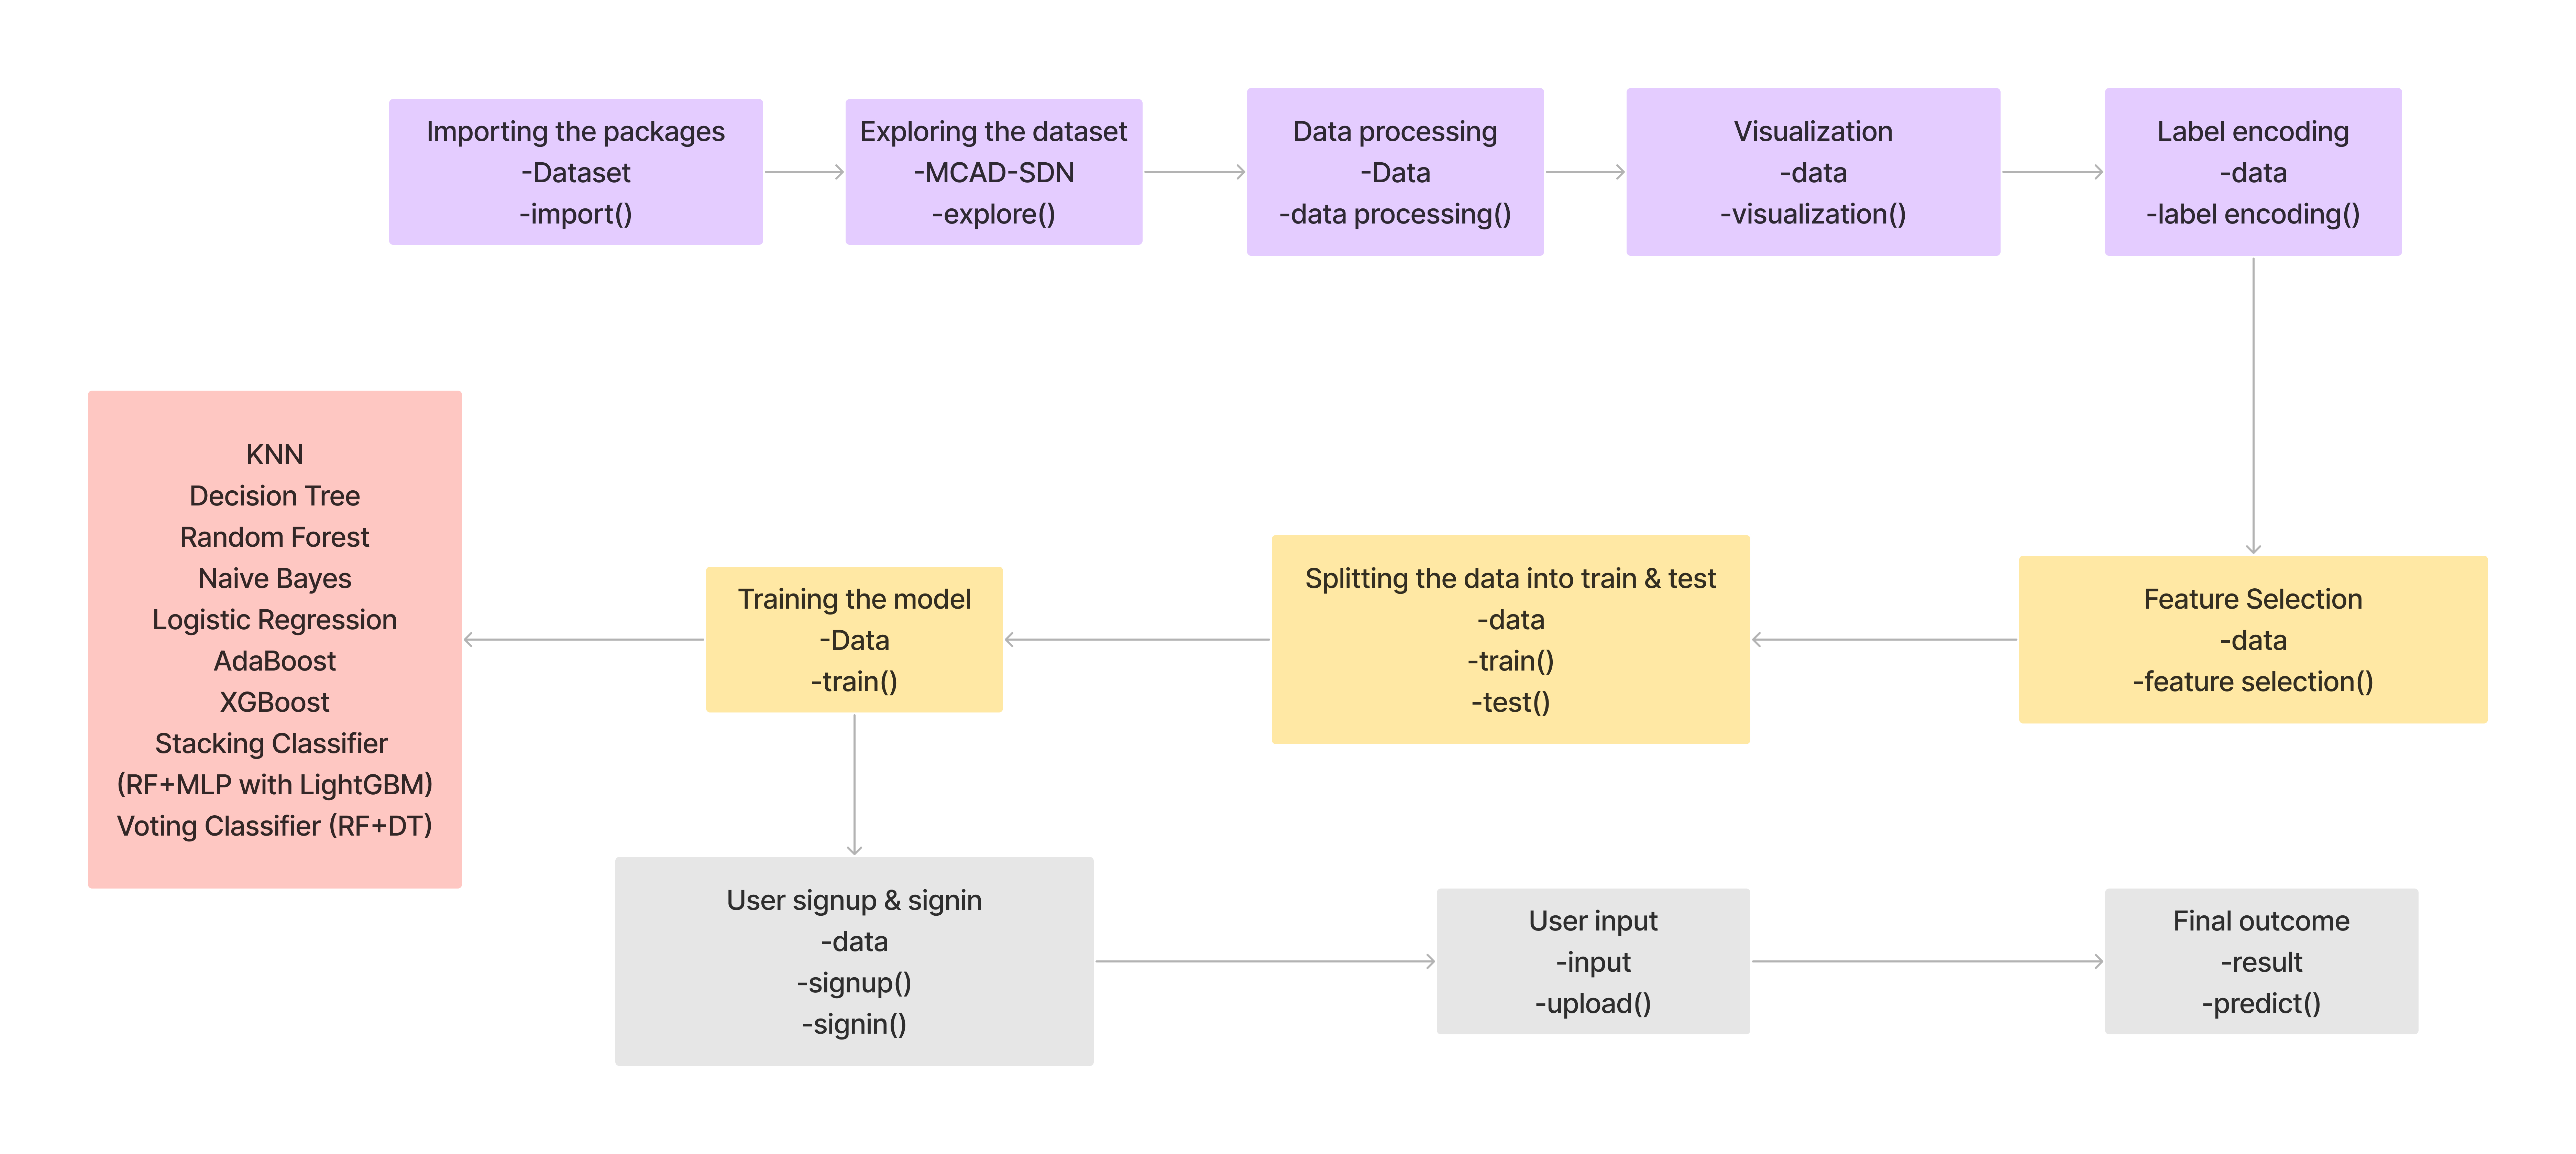 Importing the packages
-Dataset
-import()
Exploring the dataset
-MCAD-SDN
-explore()
Data processing
-Data
-data processing()
Visualization
-data
-visualization()
Label encoding
-data
-label encoding()
Feature Selection
-data
-feature selection()
Splitting the data into train & test
-data
-train()
-test()
Training the model
-Data
-train()
KNN
Decision Tree
Random Forest
Naive Bayes
Logistic Regression
AdaBoost
XGBoost
Stacking Classifier
(RF+MLP with LightGBM)
Voting Classifier (RF+DT)
User signup & signin
-data
-signup()
-signin()
User input
-input
-upload()
Final outcome
-result
-predict()